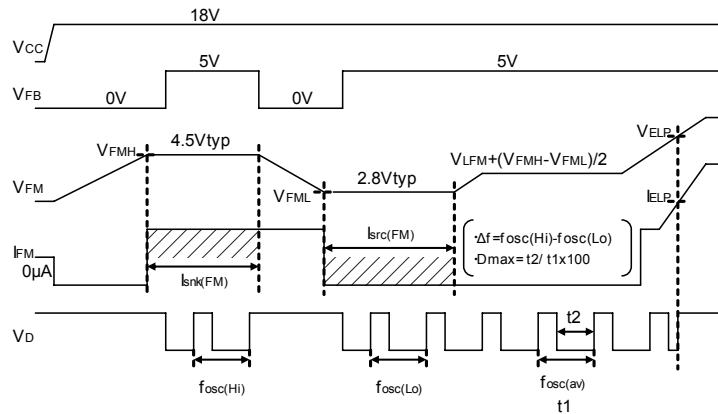 18V
VCC
5V 5V
VFB 0V 0V
VFMH 4.5Vtyp VELP
VLFM+(VFMH-VFML)/2
VFM VFML 2.8Vtyp IELP
Isrc(FM) ・Δf=fosc(Hi)-fosc(Lo)
IFM
0μA Isnk(FM) ・Dmax=t2/ t1x100
VD t2
fosc(Hi) fosc(Lo) fosc(av)
t1